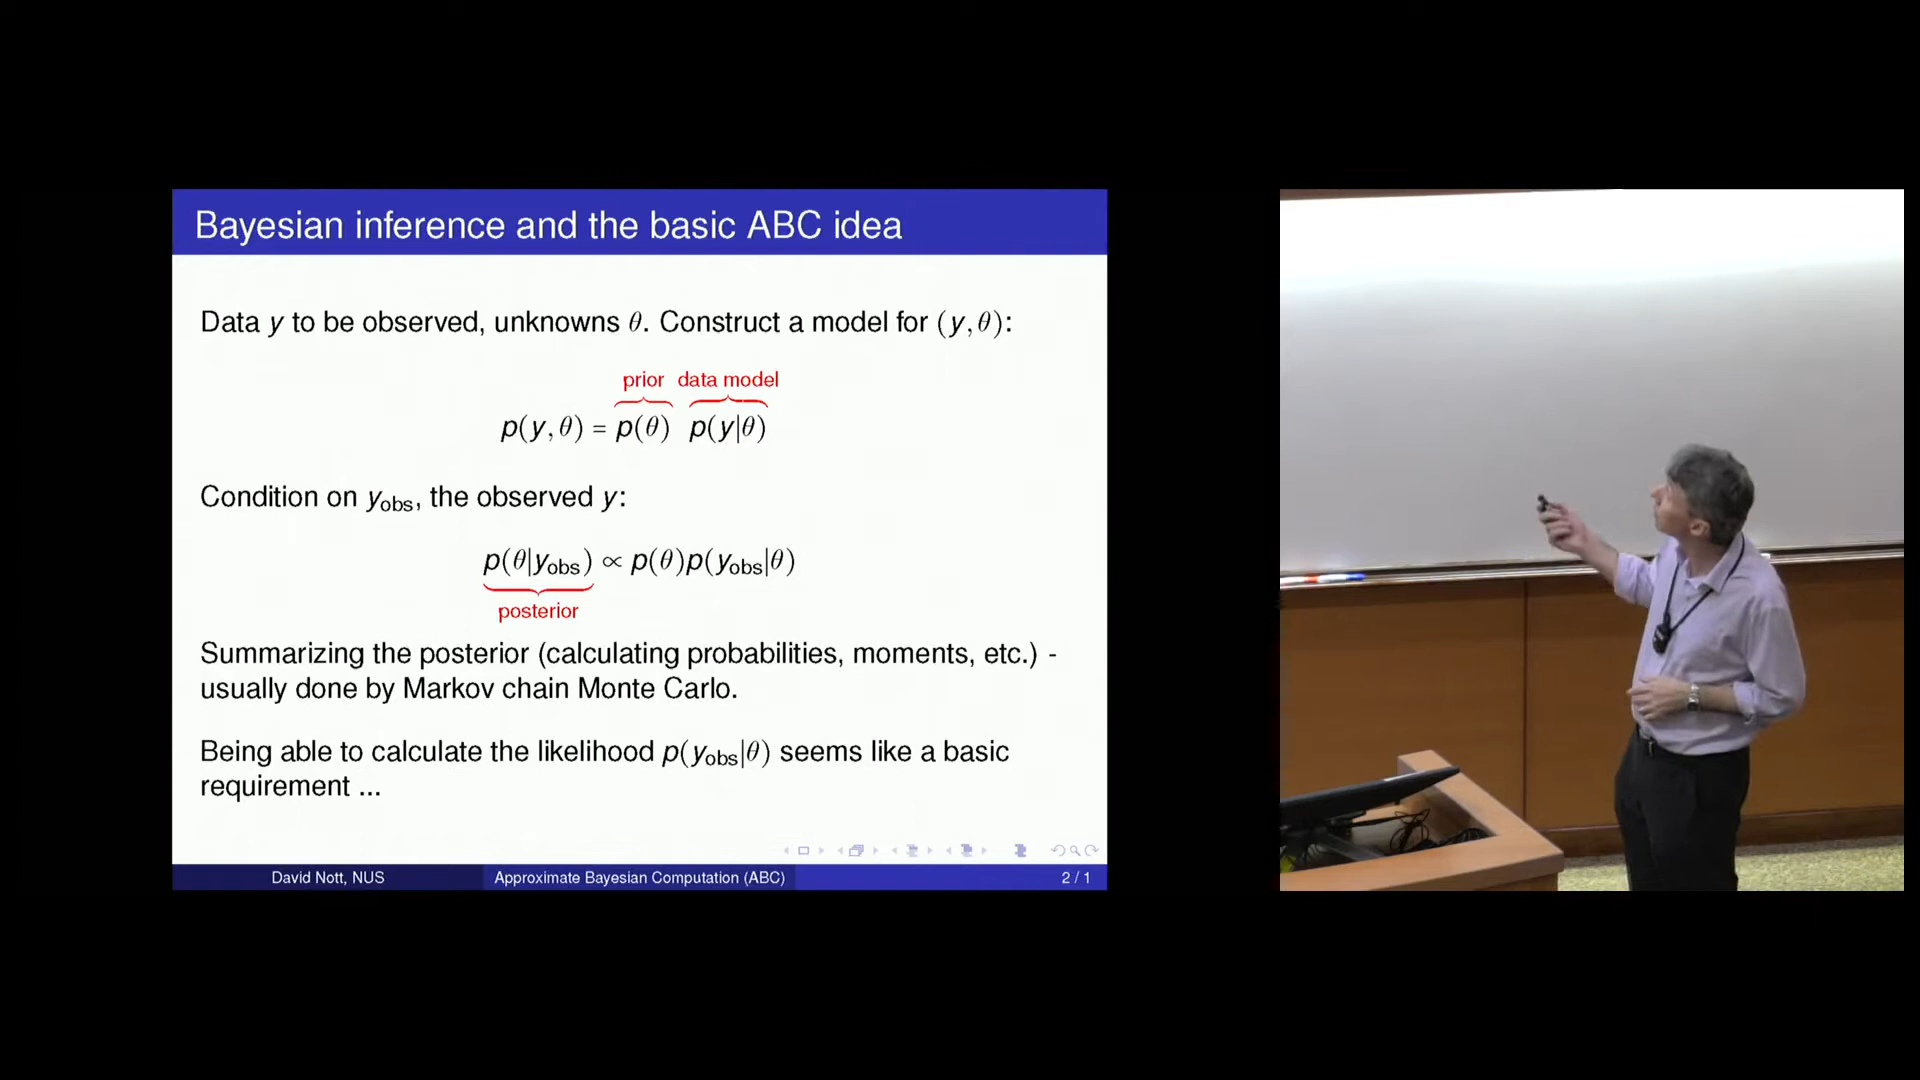 Bayesian inference and the basic ABC idea
Data y to be observed, unknowns θ. Construct a model for (y, θ):
prior data model
p(y, θ) = p(θ) p(y|θ)
Condition on y_obs, the observed y:
p(θ|y_obs) ∝ p(θ)p(y_obs|θ)
posterior
Summarizing the posterior (calculating probabilities, moments, etc.) -
usually done by Markov chain Monte Carlo.
Being able to calculate the likelihood p(y_obs|θ) seems like a basic
requirement ...
David Nott, NUS
Approximate Bayesian Computation (ABC)
2 / 1